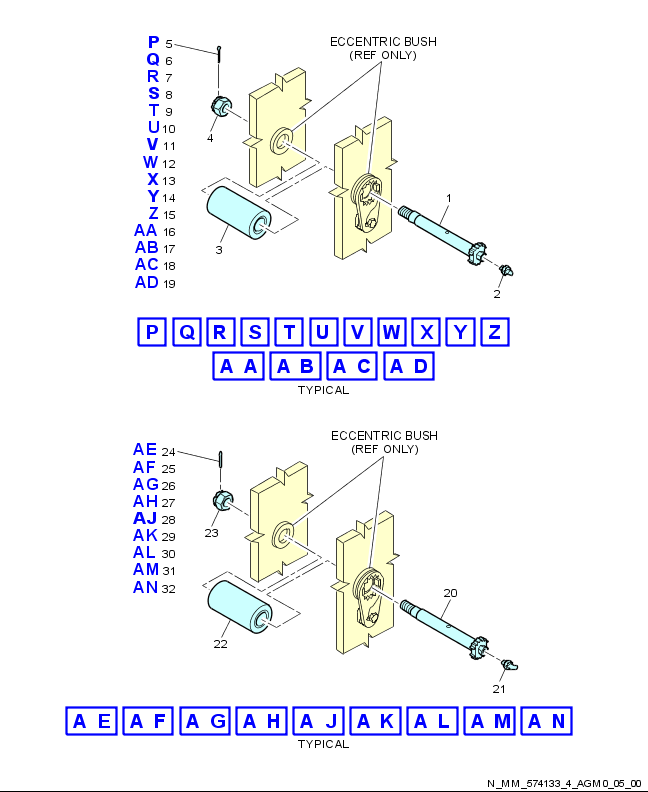 P 5
ECCENTRIC BUSH
(REF ONLY)
Q 6
R 7
S 8
T 9
4
U 10
V 11
W 12
X 13
Y 14
1
Z 15
AA 16
3
AB 17
AC 18
AD 19
2
P Q R S T U V W X Y Z
AA AB AC AD
TYPICAL
ECCENTRIC BUSH
(REF ONLY)
AE 24
AF 25
AG 26
AH 27
AJ 28
23
AK 29
AL 30
AM 31
AN 32
20
22
21
AE AF AG AH AJ AK AL AM AN
TYPICAL
N_MM_574133_4_AGM0_05_00